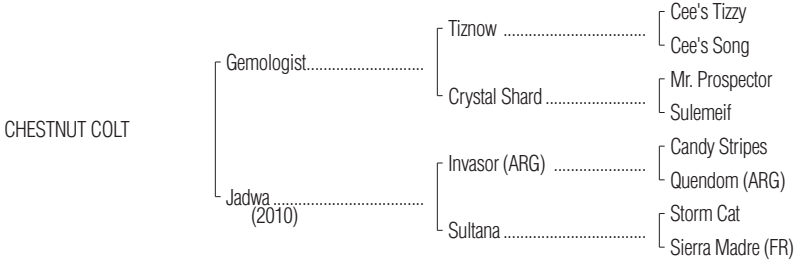 Cee's Tizzy
Tiznow
Cee's Song
Gemologist
Mr. Prospector
Crystal Shard
Sulemeif
CHESTNUT COLT
Candy Stripes
Invasor (ARG)
Quendom (ARG)
Jadwa
(2010)
Storm Cat
Sultana
Sierra Madre (FR)